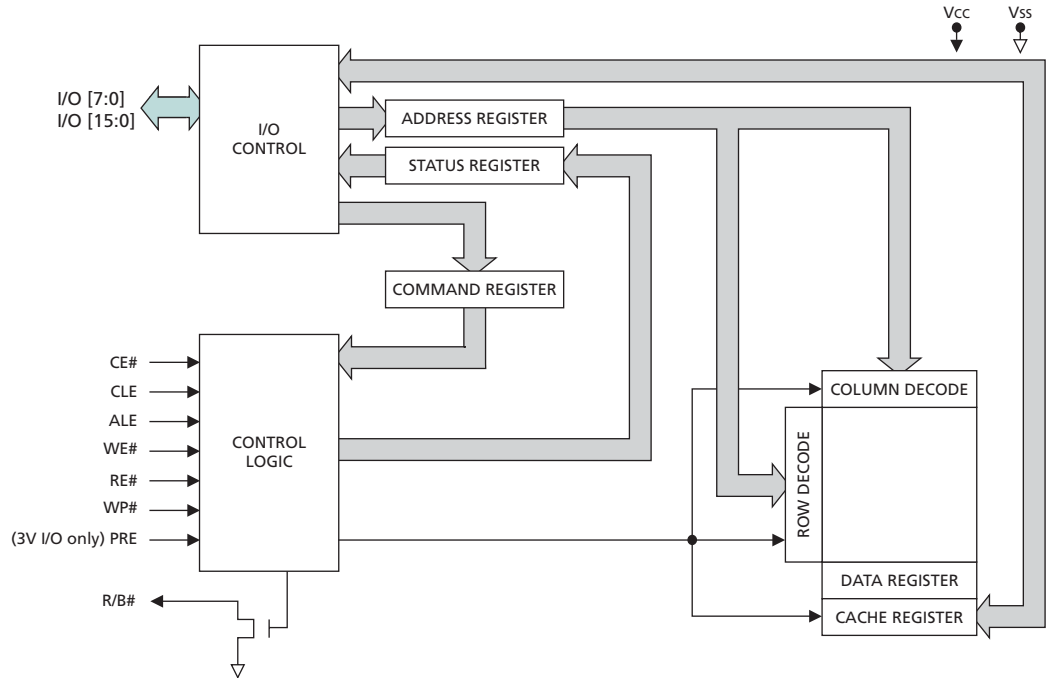 Vcc
Vss
I/O [7:0]
I/O [15:0]
I/O
CONTROL
ADDRESS REGISTER
STATUS REGISTER
COMMAND REGISTER
CE#
CLE
ALE
WE#
RE#
WP#
(3V I/O only) PRE
CONTROL
LOGIC
R/B#
COLUMN DECODE
ROW DECODE
DATA REGISTER
CACHE REGISTER